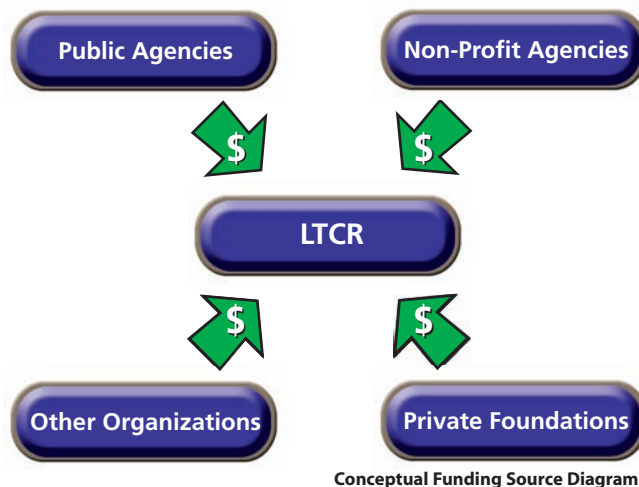 Public Agencies
Non-Profit Agencies
$
$
LTCR
$
$
Other Organizations
Private Foundations
Conceptual Funding Source Diagram